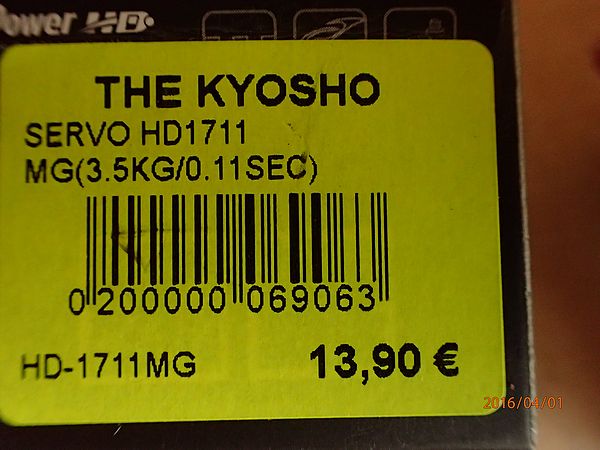 Power HD
THE KYOSHO
SERVO HD1711
MG(3.5KG/0.11SEC)
0 200000 069063
HD-1711MG 13,90 €
2016/04/01